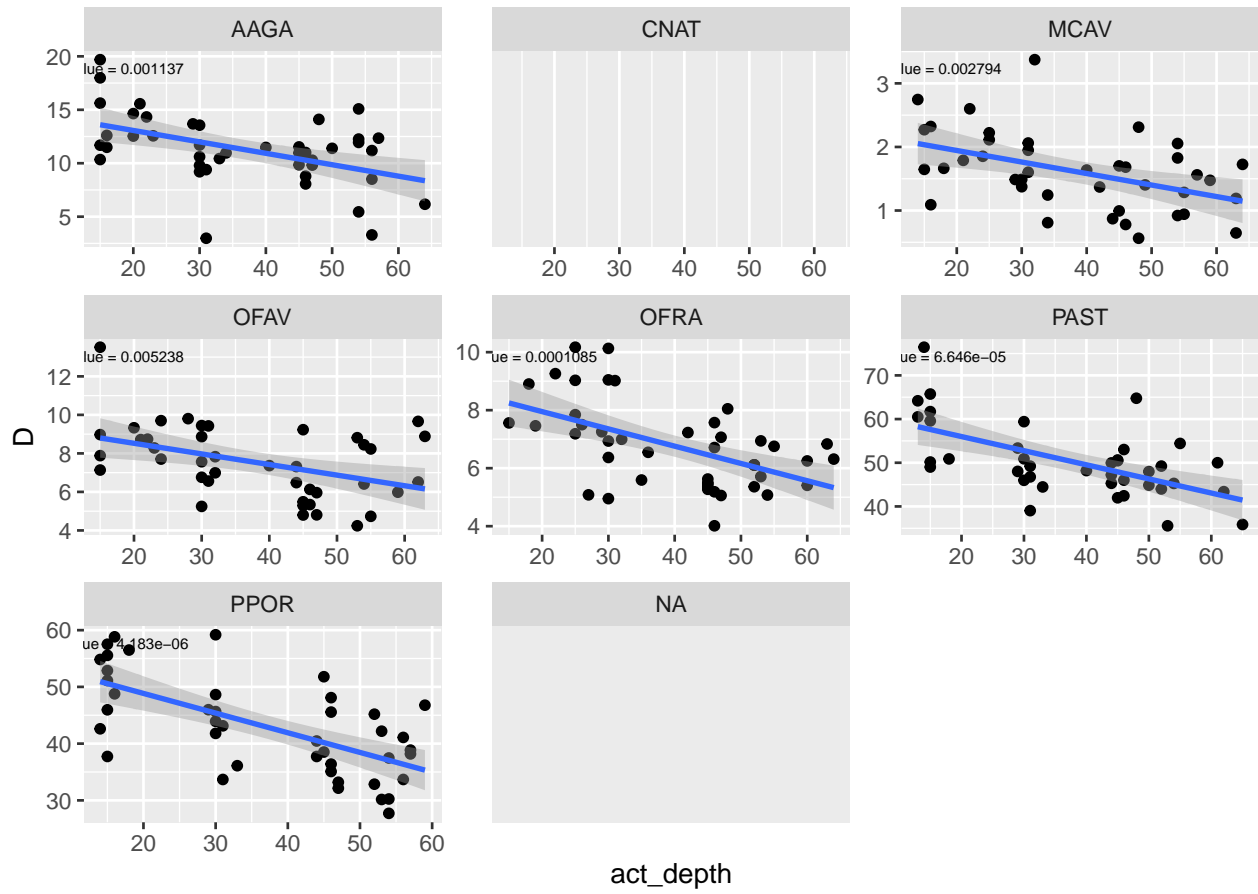 AAGA CNAT MCAV
20
15
10
5
lue = 0.001137
20 30 40 50 60
20 30 40 50 60
3
2
1
lue = 0.002794
20 30 40 50 60
OFAV OFRA PAST
12
10
8
6
4
lue = 0.005238
20 30 40 50 60
10
8
6
4
ue = 0.0001085
20 30 40 50 60
70
60
50
40
ue = 6.646e−05
20 30 40 50 60
D
PPOR NA
60
50
40
30
ue = 4.183e−06
20 30 40 50 60
act_depth